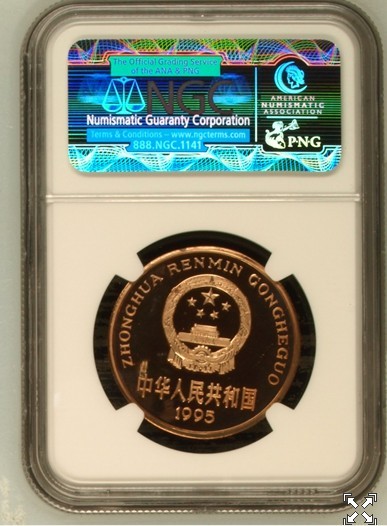 The Official Grading Service
of the ANA & PNG
NGC
Numismatic Guaranty Corporation
Terms & Conditions – www.ngcterms.com
888.NGC.1141
AMERICAN
NUMISMATIC
ASSOCIATION
PNG
ZHONGHUA RENMIN GONGHEGUO
中华人民共和国
1995